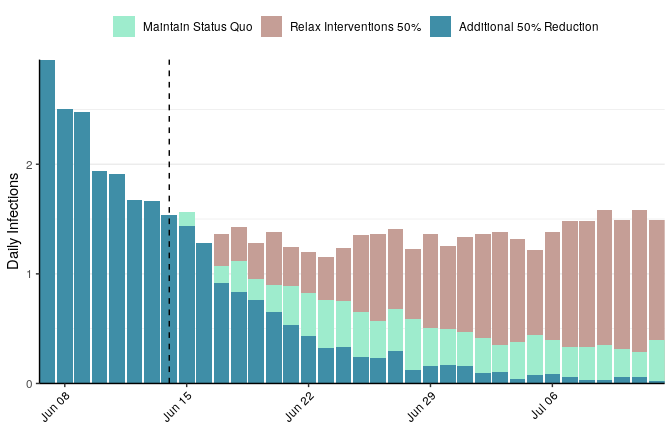 Maintain Status Quo Relax Interventions 50% Additional 50% Reduction
Daily Infections
2
1
0
Jun 08 Jun 15 Jun 22 Jun 29 Jul 06